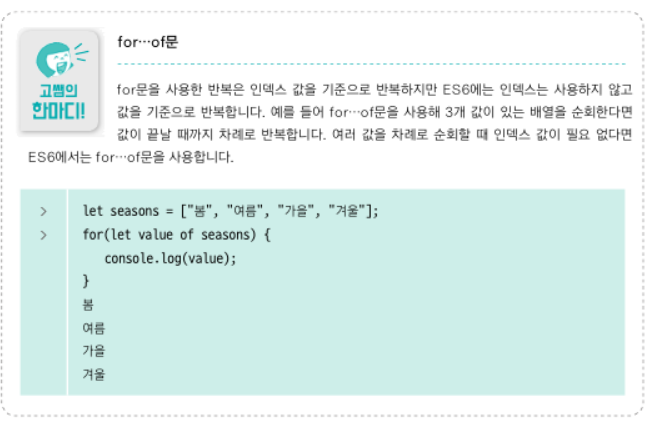 for…of문
고쌤의
한마디!
for문을 사용한 반복은 인덱스 값을 기준으로 반복하지만 ES6에는 인덱스는 사용하지 않고
값을 기준으로 반복합니다. 예를 들어 for…of문을 사용해 3개 값이 있는 배열을 순회한다면
값이 끝날 때까지 차례로 반복합니다. 여러 값을 차례로 순회할 때 인덱스 값이 필요 없다면
ES6에서는 for…of문을 사용합니다.
> let seasons = ["봄", "여름", "가을", "겨울"];
> for(let value of seasons) {
console.log(value);
}
봄
여름
가을
겨울